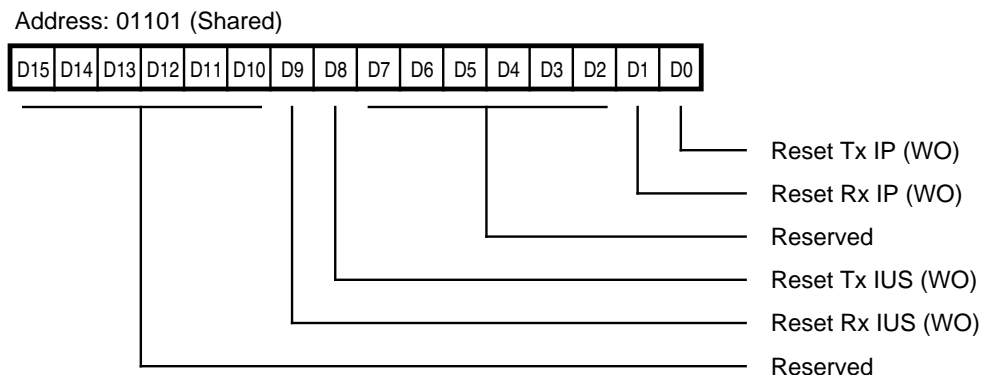 Address: 01101 (Shared)
D15 D14 D13 D12 D11 D10 D9 D8 D7 D6 D5 D4 D3 D2 D1 D0
Reset Tx IP (WO)
Reset Rx IP (WO)
Reserved
Reset Tx IUS (WO)
Reset Rx IUS (WO)
Reserved